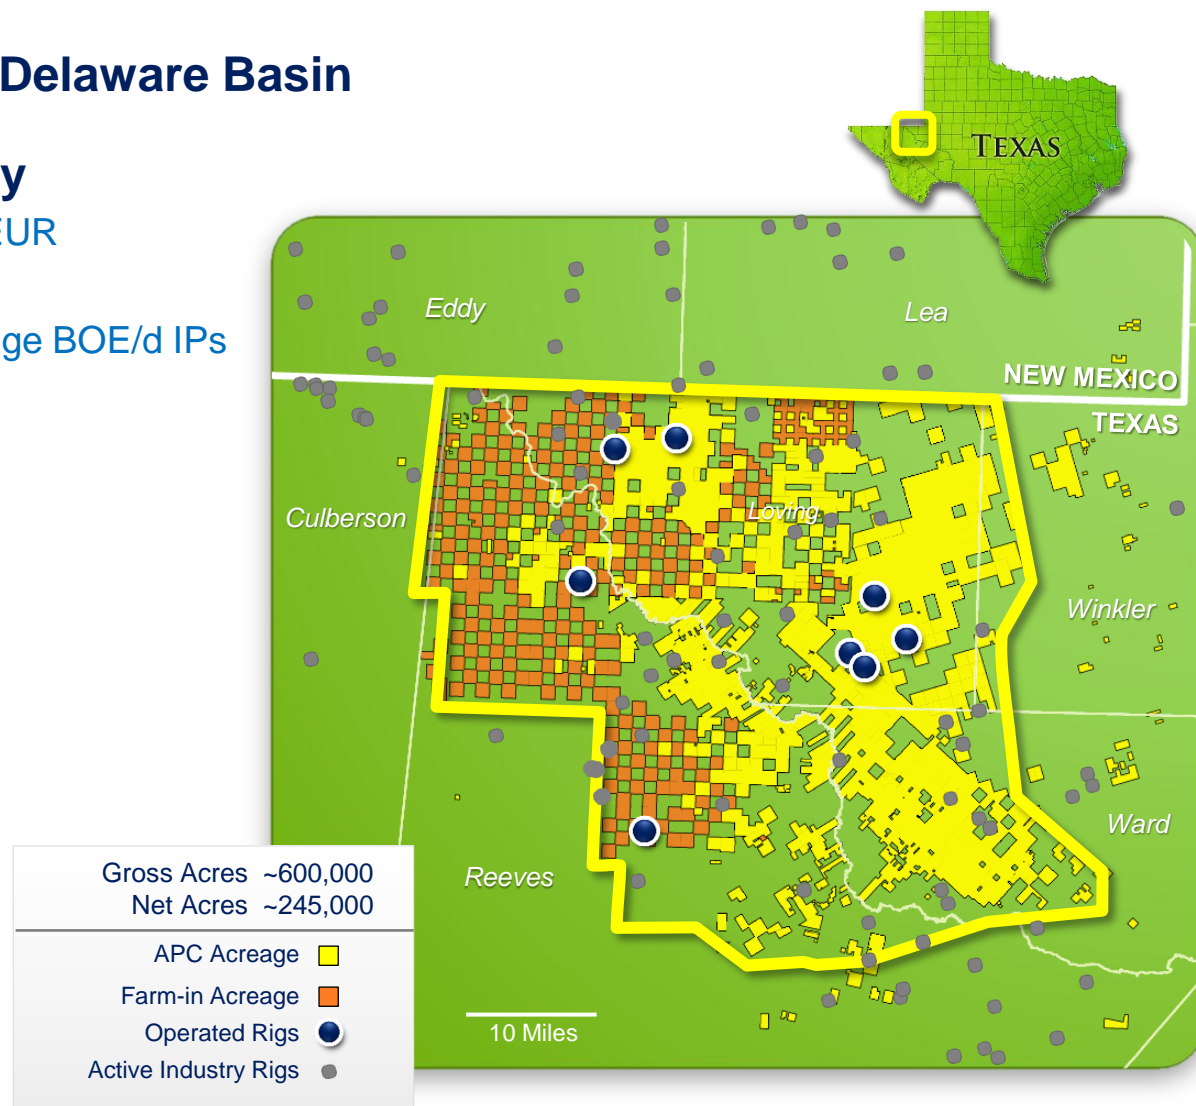 Delaware Basin
TEXAS
y
EUR
ge BOE/d IPs
Eddy
Lea
NEW MEXICO
TEXAS
Culberson
Loving
Winkler
Ward
Reeves
Gross Acres ~600,000
Net Acres ~245,000
APC Acreage
Farm-in Acreage
Operated Rigs
Active Industry Rigs
10 Miles